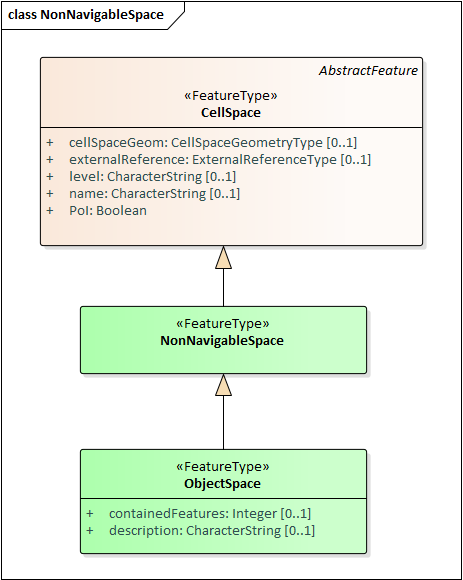 class NonNavigableSpace
AbstractFeature
«FeatureType»
CellSpace
+ cellSpaceGeom: CellSpaceGeometryType [0..1]
+ externalReference: ExternalReferenceType [0..1]
+ level: CharacterString [0..1]
+ name: CharacterString [0..1]
+ PoI: Boolean
«FeatureType»
NonNavigableSpace
«FeatureType»
ObjectSpace
+ containedFeatures: Integer [0..1]
+ description: CharacterString [0..1]